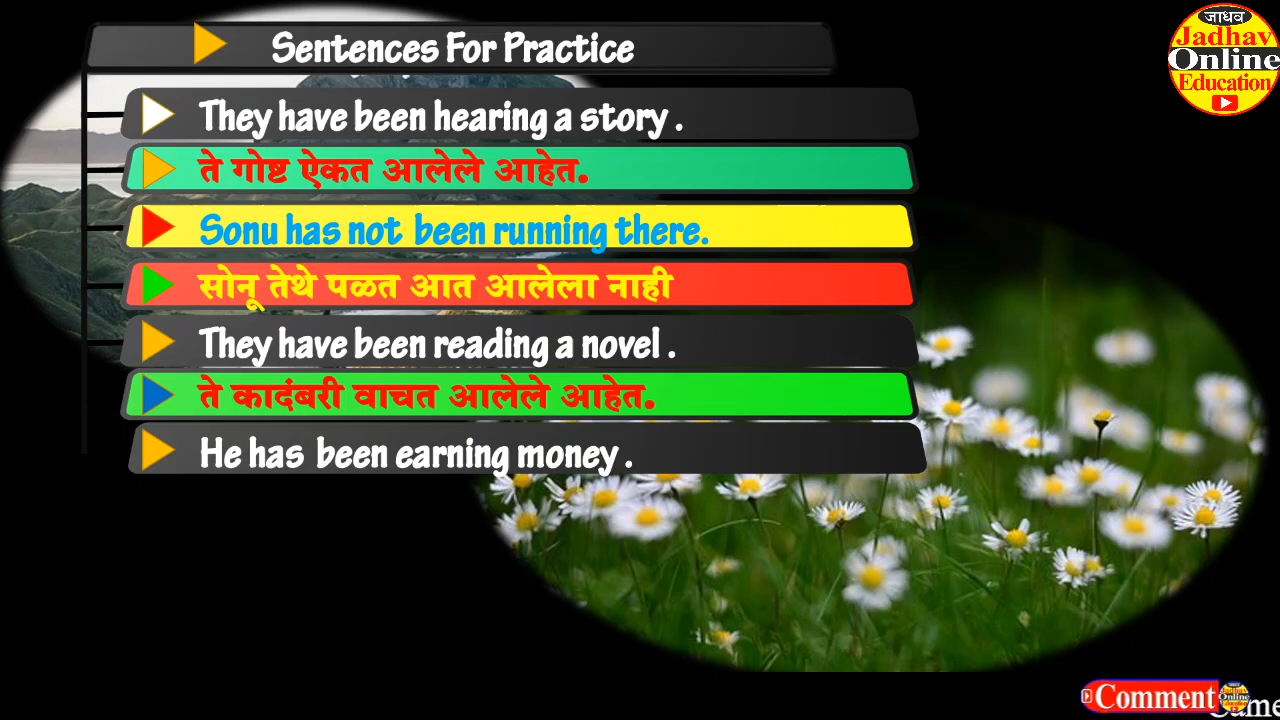 Sentences For Practice
They have been hearing a story .
ते गोष्ट ऐकत आलेले आहेत.
Sonu has not been running there.
सोनू तेथे पळत आत आलेला नाही
They have been reading a novel .
ते कादंबरी वाचत आलेले आहेत.
He has been earning money .
जाधव
Jadhav
Online
Education
Comment